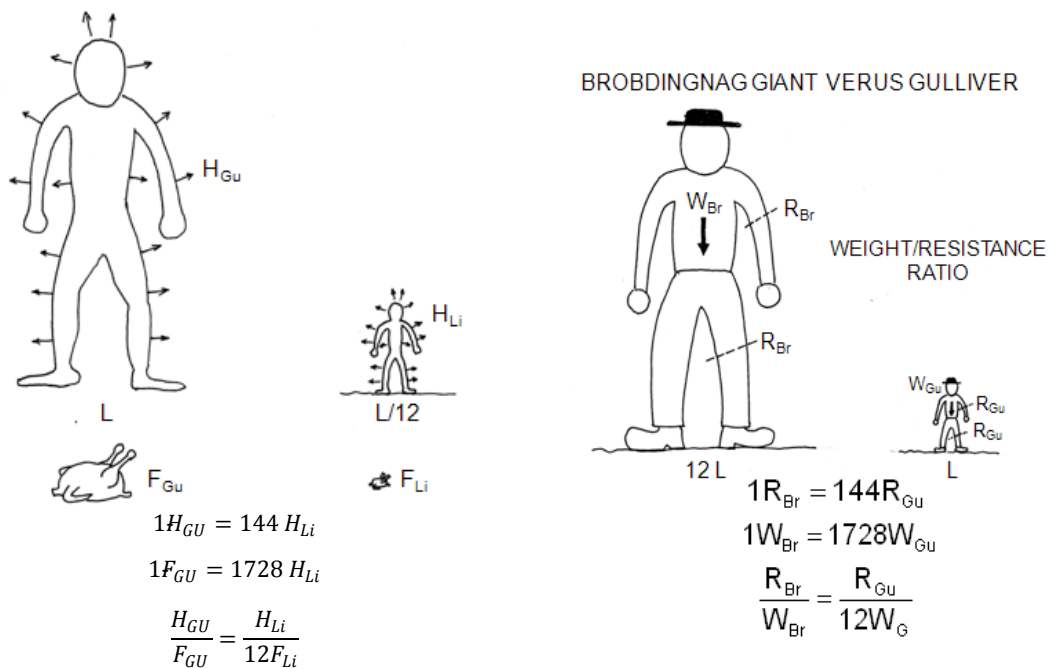 H_Gu
H_Li
L
L/12
F_Gu
F_Li
1H_GU = 144 H_Li
1F_GU = 1728 H_Li
H_GU/F_GU = H_Li/12F_Li
BROBDINGNAG GIANT VERUS GULLIVER
W_Br
R_Br
WEIGHT/RESISTANCE
RATIO
R_Br
W_Gu
R_Gu
R_Gu
12 L
L
1R_Br = 144R_Gu
1W_Br = 1728W_Gu
R_Br/W_Br = R_Gu/12W_G